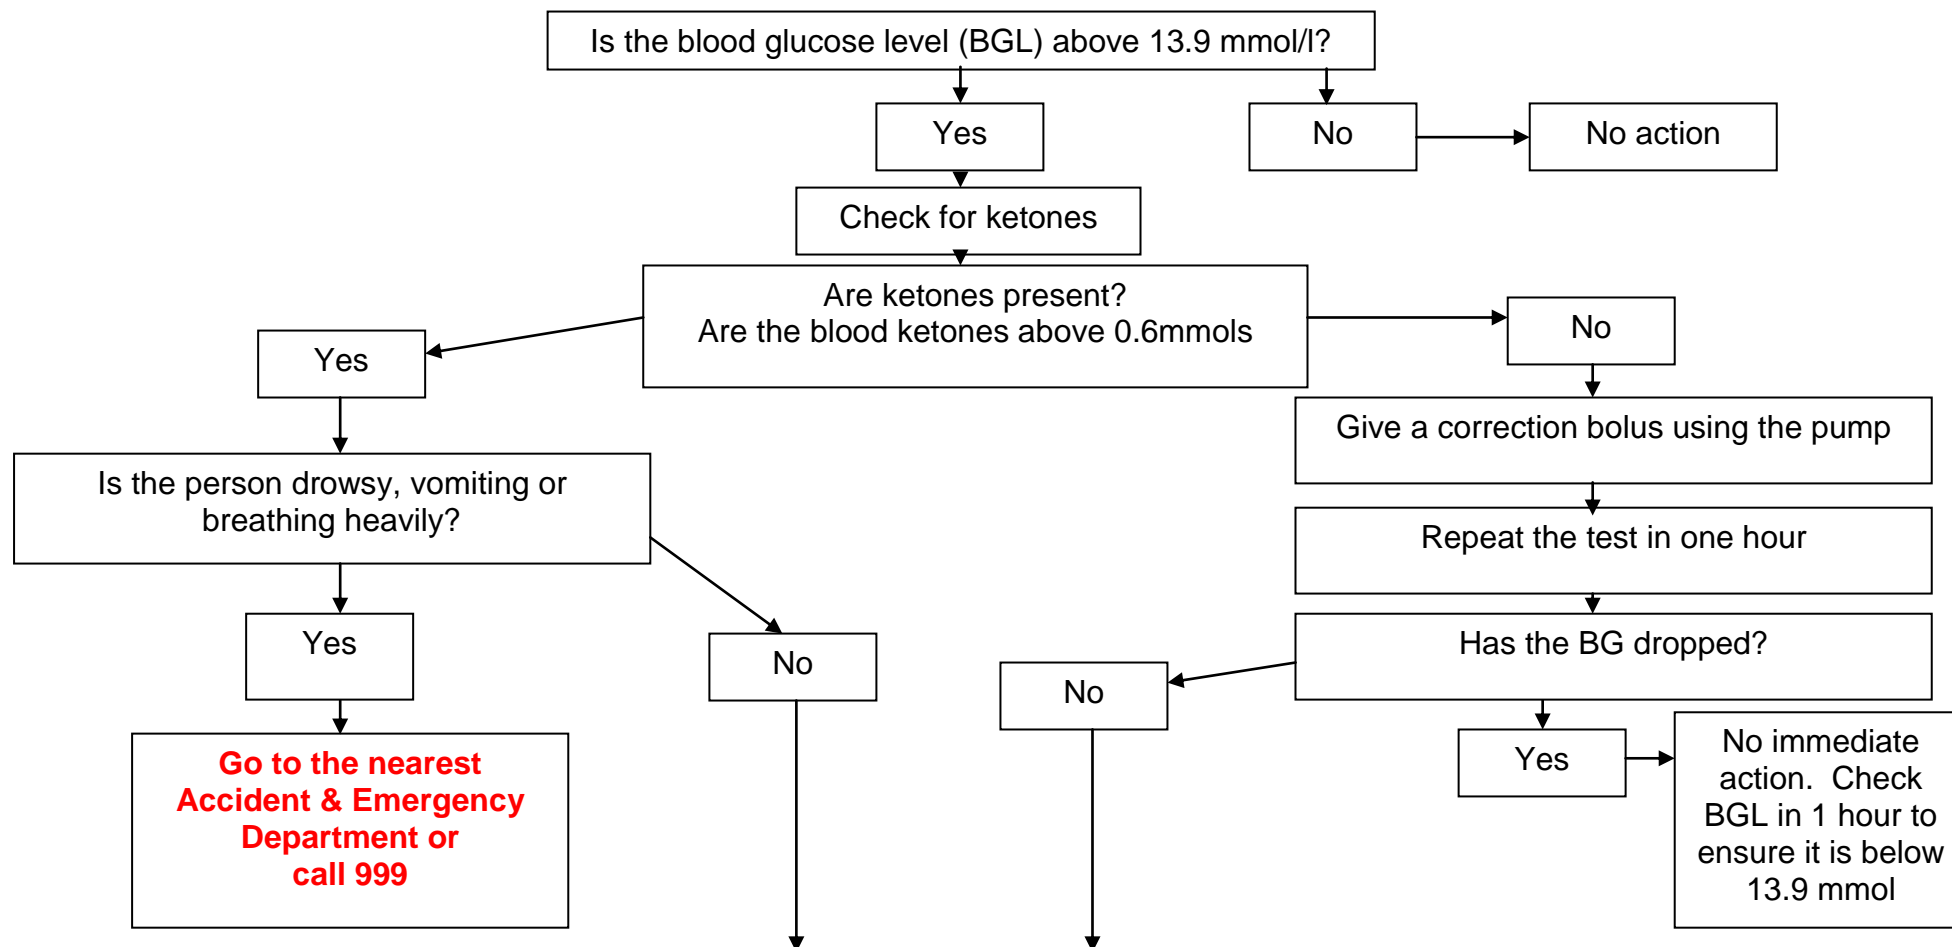 Is the blood glucose level (BGL) above 13.9 mmol/l?
Yes
No
No action
Check for ketones
Are ketones present?
Are the blood ketones above 0.6mmols
Yes
No
Give a correction bolus using the pump
Is the person drowsy, vomiting or
breathing heavily?
Repeat the test in one hour
Yes
No
Has the BG dropped?
No
Yes
No immediate
action.  Check
BGL in 1 hour to
ensure it is below
13.9 mmol
Go to the nearest
Accident & Emergency
Department or
call 999